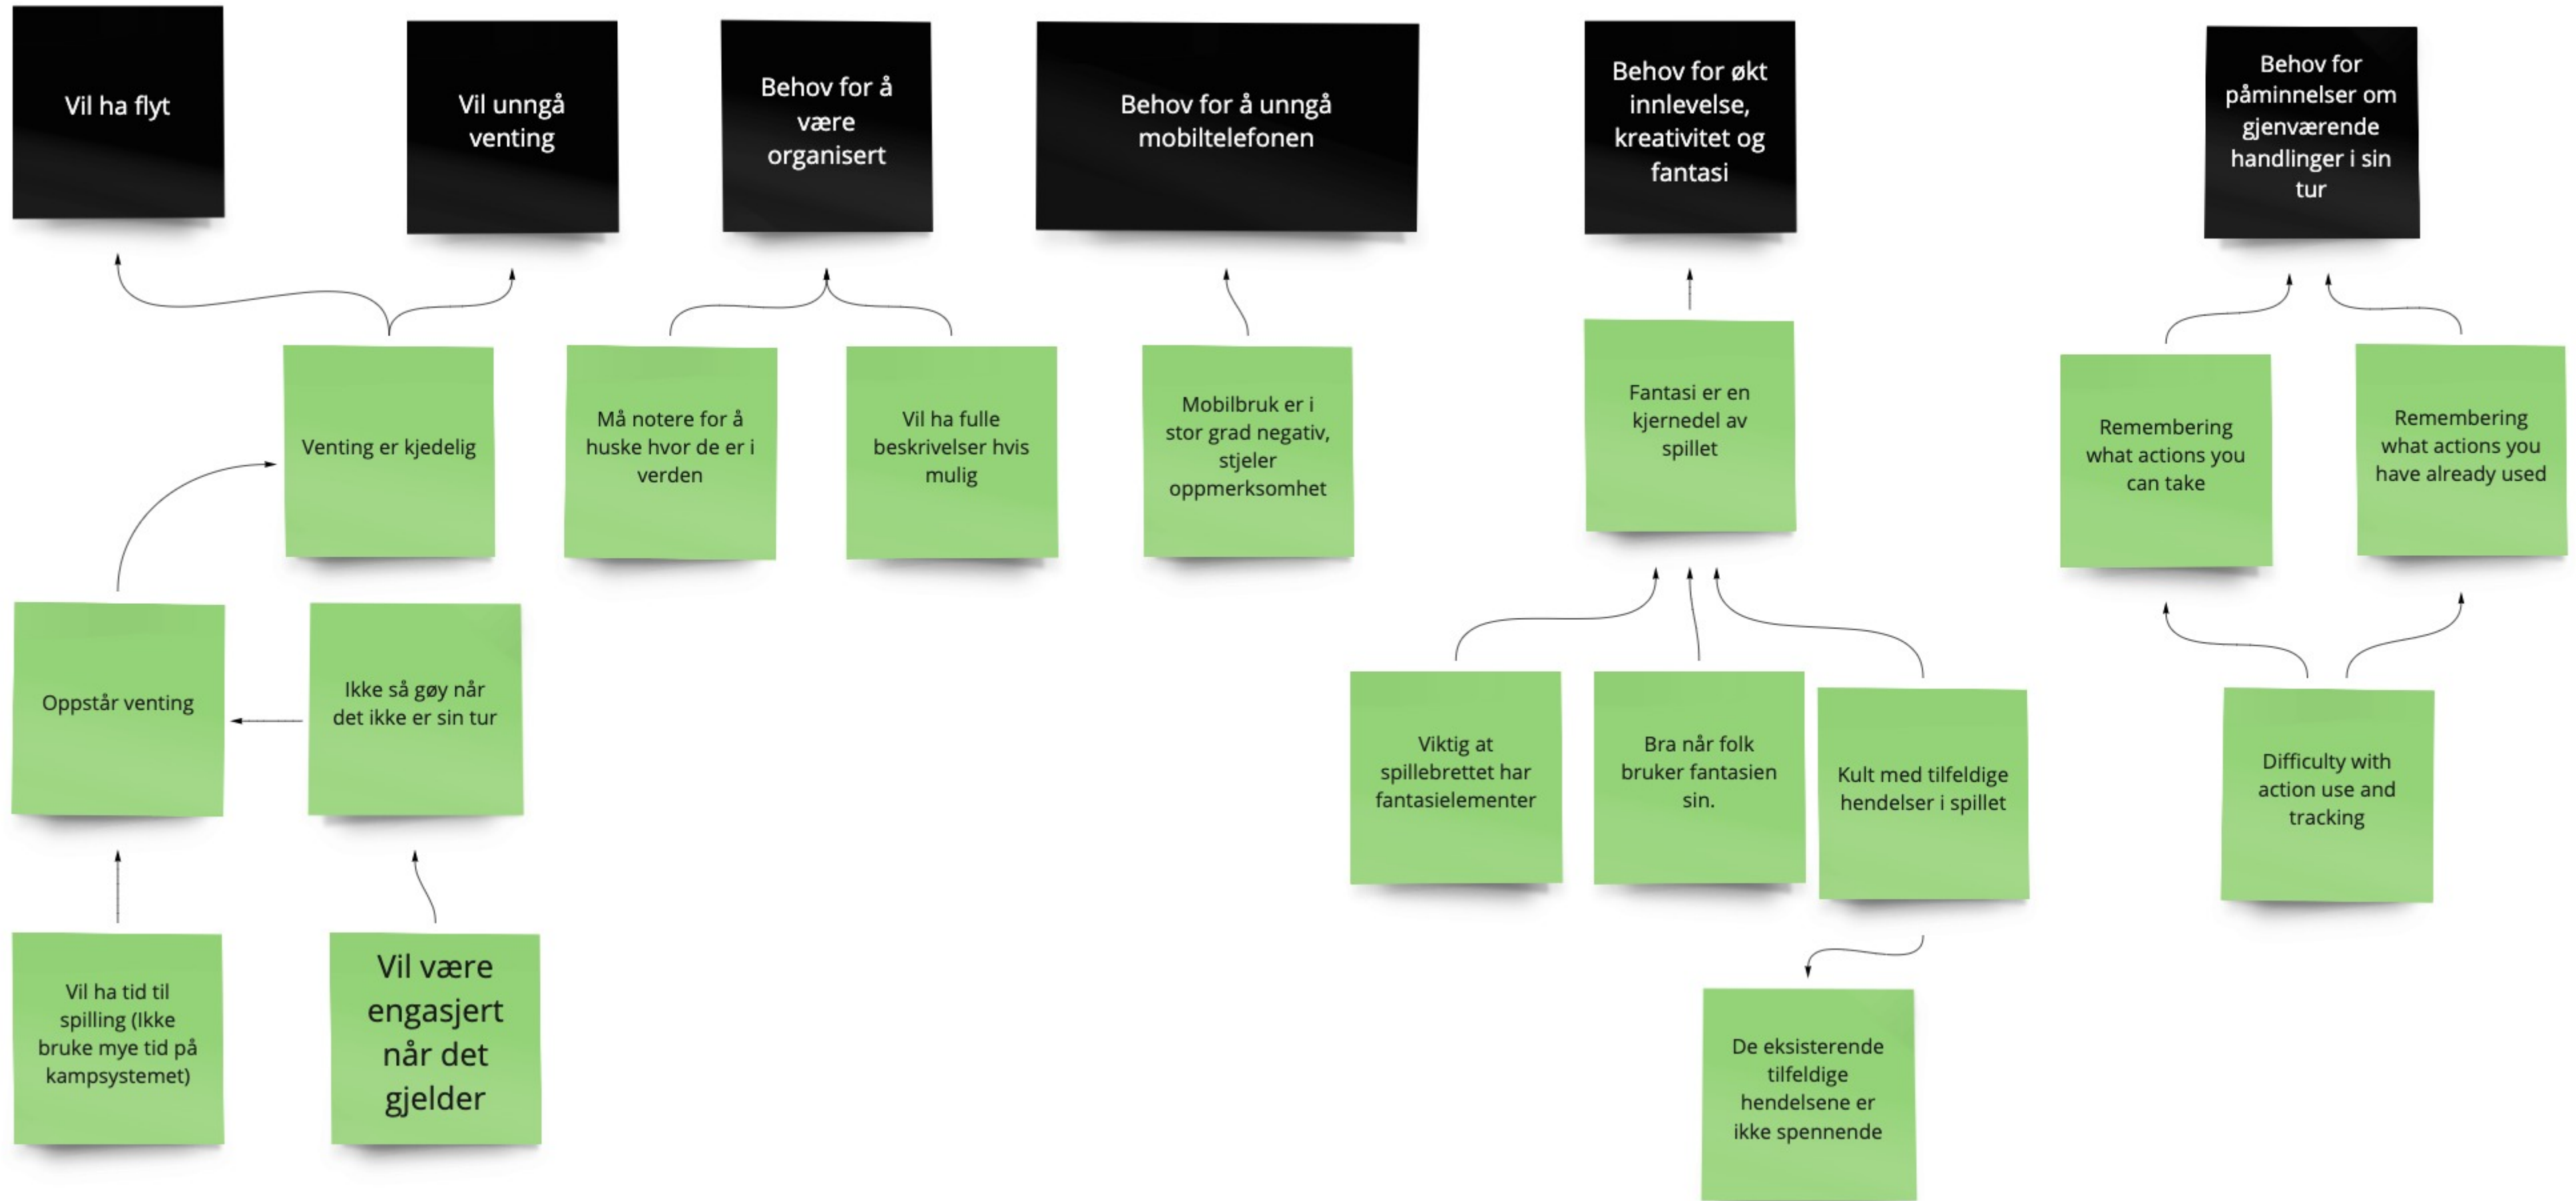 Vil ha flyt
Vil unngå
venting
Behov for å
være
organisert
Behov for å unngå
mobiltelefonen
Behov for økt
innlevelse,
kreativitet og
fantasi
Behov for
påminnelser om
gjenværende
handlinger i sin
tur
Venting er kjedelig
Må notere for å
huske hvor de er i
verden
Vil ha fulle
beskrivelser hvis
mulig
Mobilbruk er i
stor grad negativ,
stjeler
oppmerksomhet
Fantasi er en
kjernedel av
spillet
Remembering
what actions you
can take
Remembering
what actions you
have already used
Oppstår venting
Ikke så gøy når
det ikke er sin tur
Viktig at
spillebrettet har
fantasielementer
Bra når folk
bruker fantasien
sin.
Kult med tilfeldige
hendelser i spillet
Difficulty with
action use and
tracking
Vil ha tid til
spilling (Ikke
bruke mye tid på
kampsystemet)
Vil være
engasjert
når det
gjelder
De eksisterende
tilfeldige
hendelsene er
ikke spennende